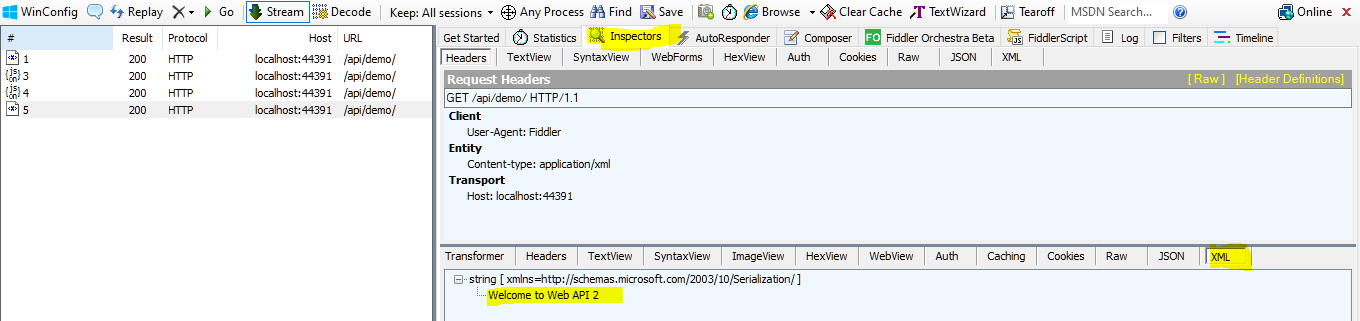 WinConfig Replay Go Stream Decode Keep: All sessions Any Process Find Save Browse Clear Cache TextWizard Tearoff MSDN Search... Online
# Result Protocol Host URL
1 200 HTTP localhost:44391 /api/demo/
3 200 HTTP localhost:44391 /api/demo/
4 200 HTTP localhost:44391 /api/demo/
5 200 HTTP localhost:44391 /api/demo/
Get Started Statistics Inspectors AutoResponder Composer FO Fiddler Orchestra Beta FiddlerScript Log Filters Timeline
Headers TextView SyntaxView WebForms HexView Auth Cookies Raw JSON XML
Request Headers [ Raw ] [Header Definitions]
GET /api/demo/ HTTP/1.1
Client
User-Agent: Fiddler
Entity
Content-type: application/xml
Transport
Host: localhost:44391
Transformer Headers TextView SyntaxView ImageView HexView WebView Auth Caching Cookies Raw JSON XML
string [ xmlns=http://schemas.microsoft.com/2003/10/Serialization/ ]
Welcome to Web API 2